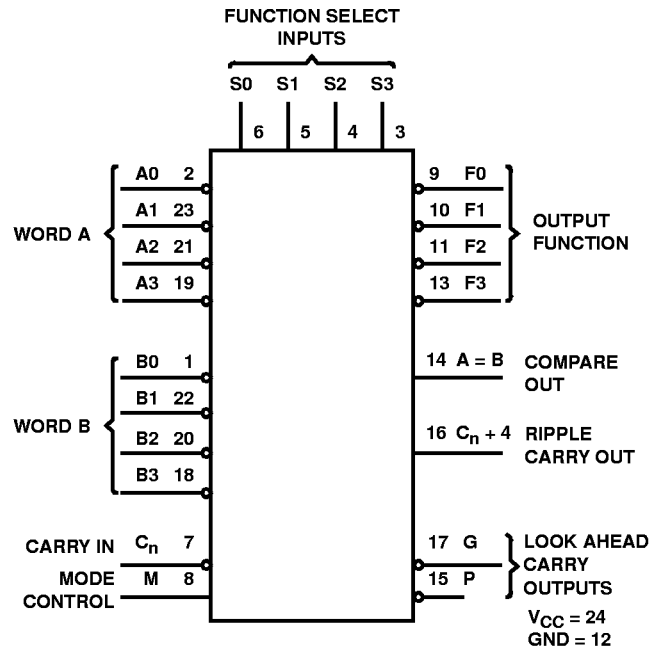 FUNCTION SELECT
INPUTS
S0 S1 S2 S3
6 5 4 3
WORD A
A0 2
A1 23
A2 21
A3 19
9 F0
10 F1
11 F2
13 F3
OUTPUT
FUNCTION
WORD B
B0 1
B1 22
B2 20
B3 18
14 A = B COMPARE
OUT
16 Cn + 4 RIPPLE
CARRY OUT
CARRY IN Cn 7
MODE M 8
CONTROL
17 G LOOK AHEAD
CARRY
15 P OUTPUTS
VCC = 24
GND = 12